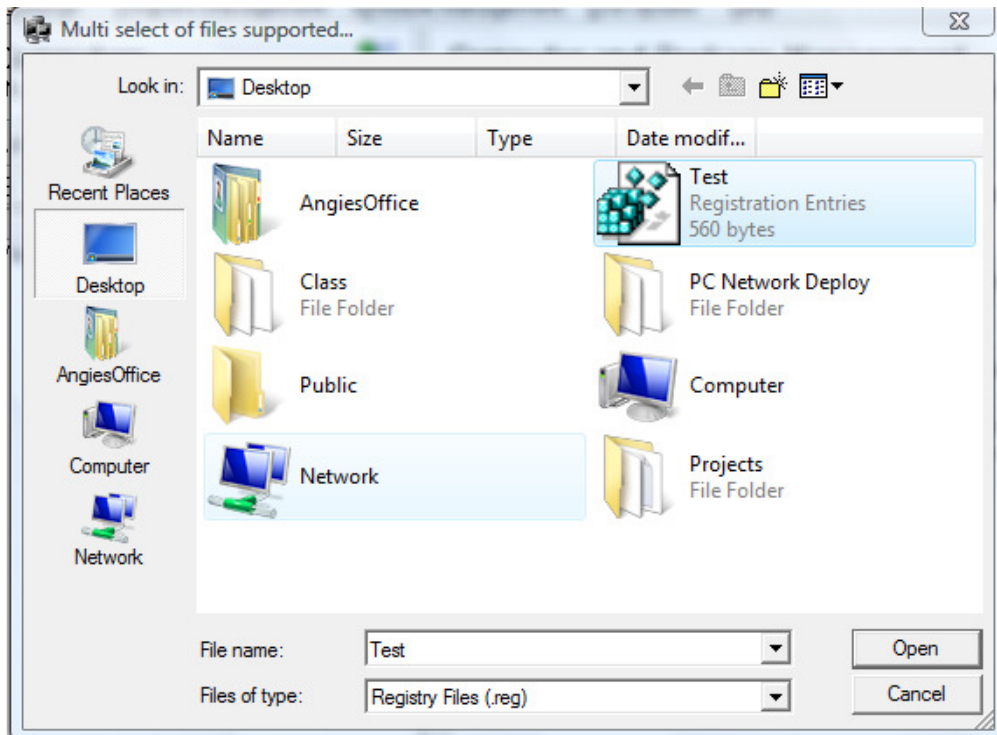 Multi select of files supported...
Look in: Desktop
Name Size Type Date modif...
Recent Places
Desktop
AngiesOffice
Computer
Network
AngiesOffice
Test
Registration Entries
560 bytes
Class
File Folder
PC Network Deploy
File Folder
Public
Computer
Network
Projects
File Folder
File name: Test Open
Files of type: Registry Files (.reg) Cancel